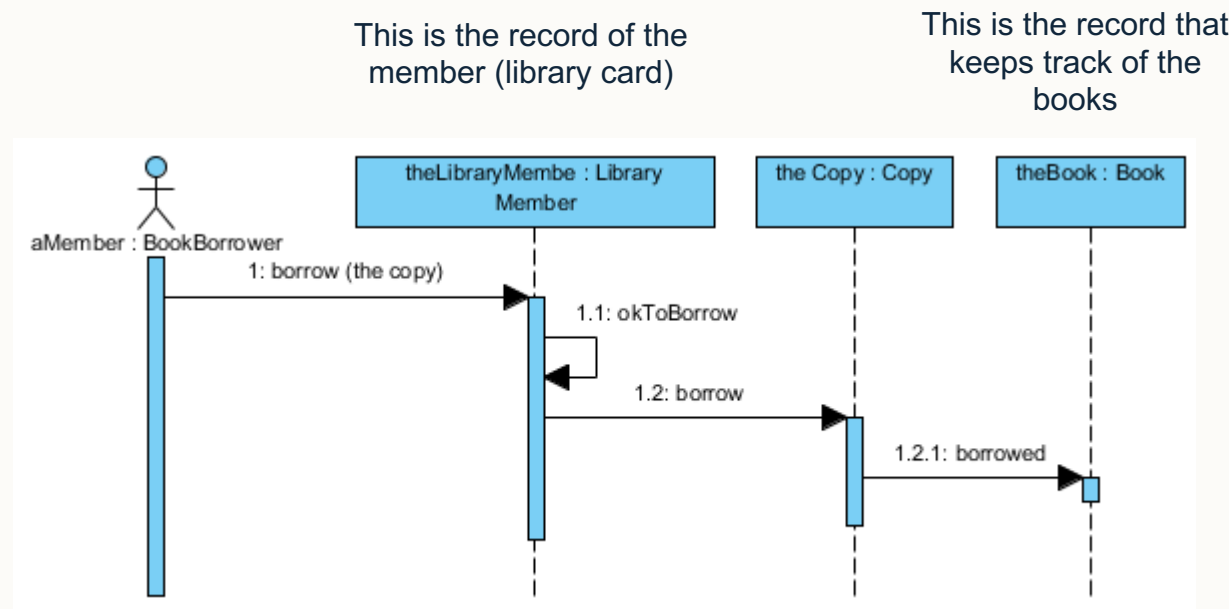 This is the record of the
member (library card)
This is the record that
keeps track of the
books
theLibraryMembe : Library
Member
the Copy : Copy
theBook : Book
aMember : BookBorrower
1: borrow (the copy)
1.1: okToBorrow
1.2: borrow
1.2.1: borrowed